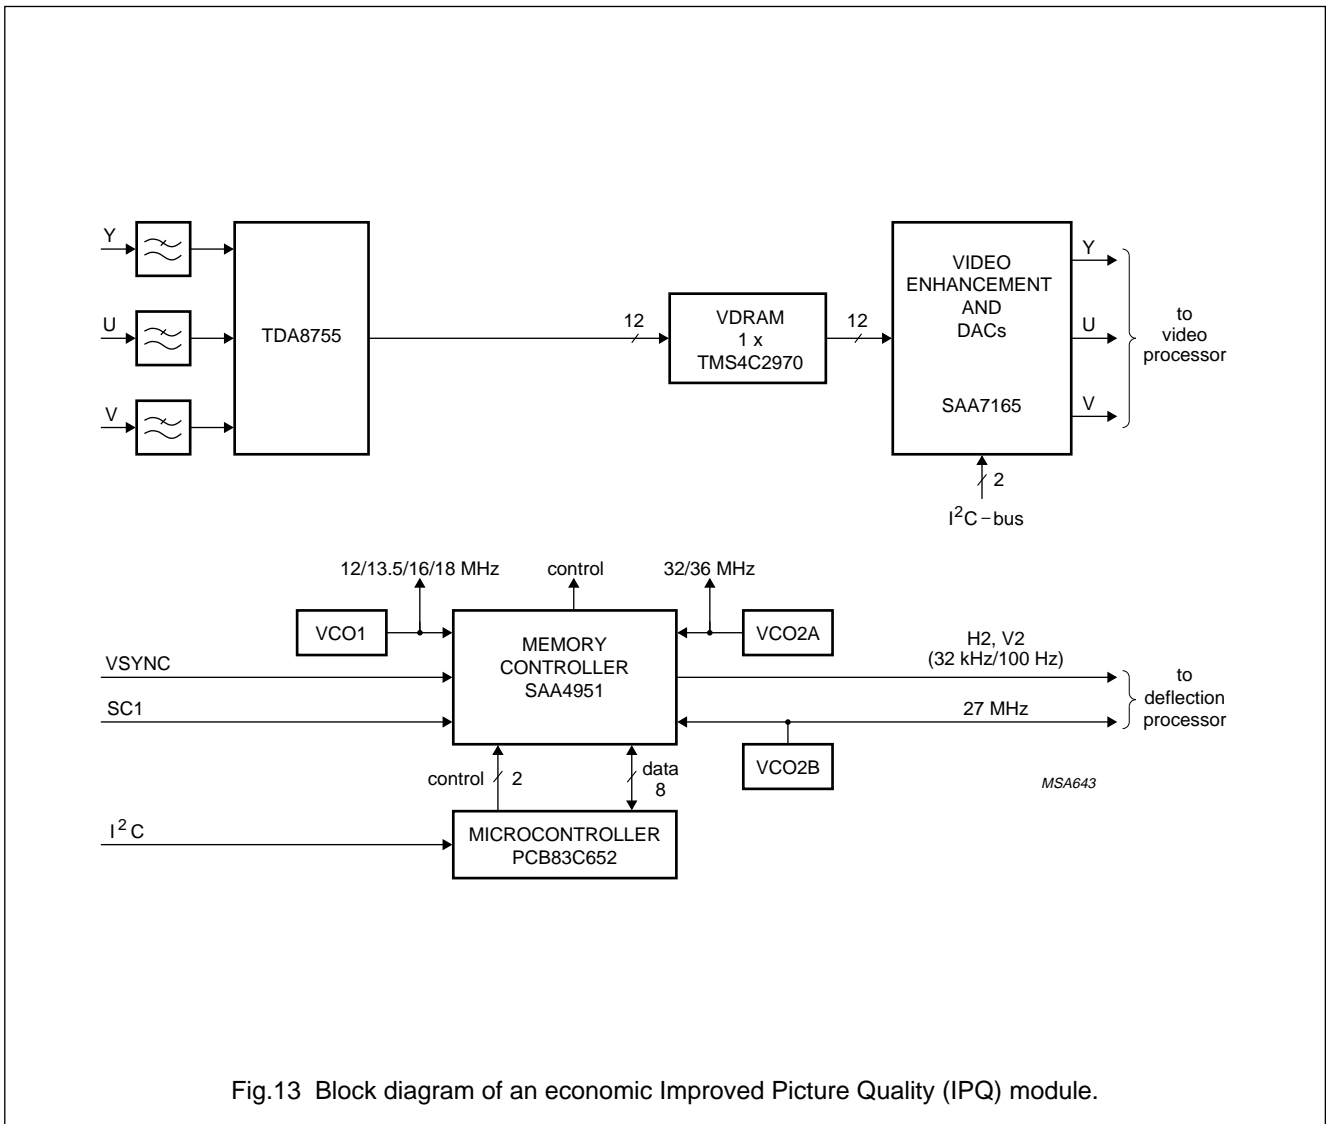 Y
U
V
TDA8755
12
VDRAM
1 x
TMS4C2970
12
VIDEO
ENHANCEMENT
AND
DACs
SAA7165
Y
U
V
to
video
processor
2
I2C–bus
12/13.5/16/18 MHz
control
32/36 MHz
VCO1
MEMORY
CONTROLLER
SAA4951
VCO2A
VSYNC
SC1
H2, V2
(32 kHz/100 Hz)
27 MHz
to
deflection
processor
VCO2B
control
2
data
8
MSA643
I2C
MICROCONTROLLER
PCB83C652
Fig.13 Block diagram of an economic Improved Picture Quality (IPQ) module.